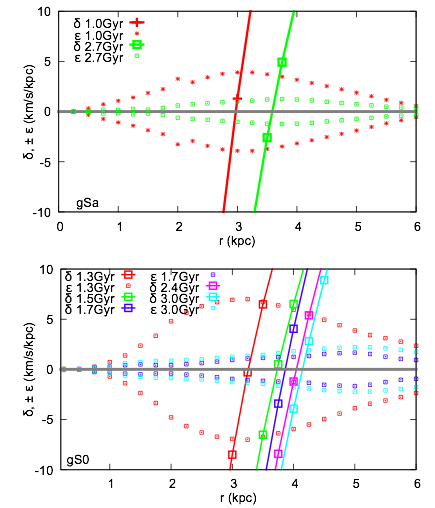 10
5
0
-5
-10
δ, ± ε (km/s/kpc)
δ 1.0Gyr
ε 1.0Gyr
δ 2.7Gyr
ε 2.7Gyr
gSa
0 1 2 3 4 5 6
r (kpc)
10
5
0
-5
-10
δ, ± ε (km/s/kpc)
δ 1.3Gyr ε 1.7Gyr
ε 1.3Gyr δ 2.4Gyr
δ 1.5Gyr δ 3.0Gyr
δ 1.7Gyr ε 3.0Gyr
gS0
1 2 3 4 5 6
r (kpc)